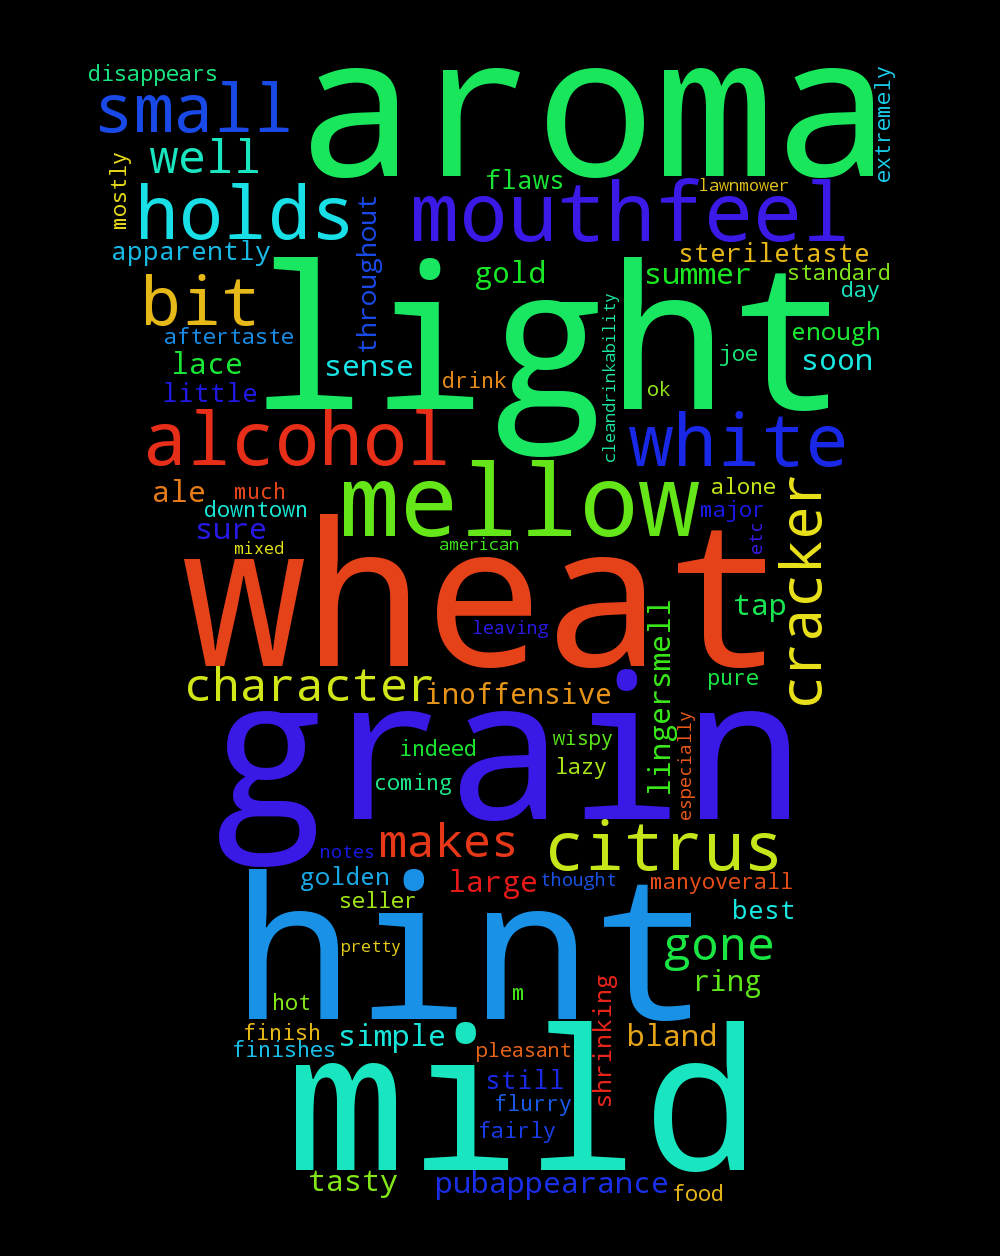 disappears
aroma
small
extremely
well
mostly
flaws
lawnmower
holds
mouthfeel
throughout
apparently
steriletaste
light
gold
summer
standard
bit
day
cleandrinkability
aftertaste
enough
lace
sense
joe
soon
little
drink
ok
alcohol
white
mellow
ale
much
alone
cracker
downtown
major
sure
etc
mixed
american
wheat
tap
lingersmell
leaving
character
inoffensive
pure
grain
especially
indeed
wispy
coming
lazy
makes
citrus
notes
golden
large
thought
manyoverall
seller
best
hint
pretty
gone
ring
hot
m
shrinking
finish
simple
bland
finishes
pleasant
mild
still
flurry
fairly
tasty
pubappearance
food